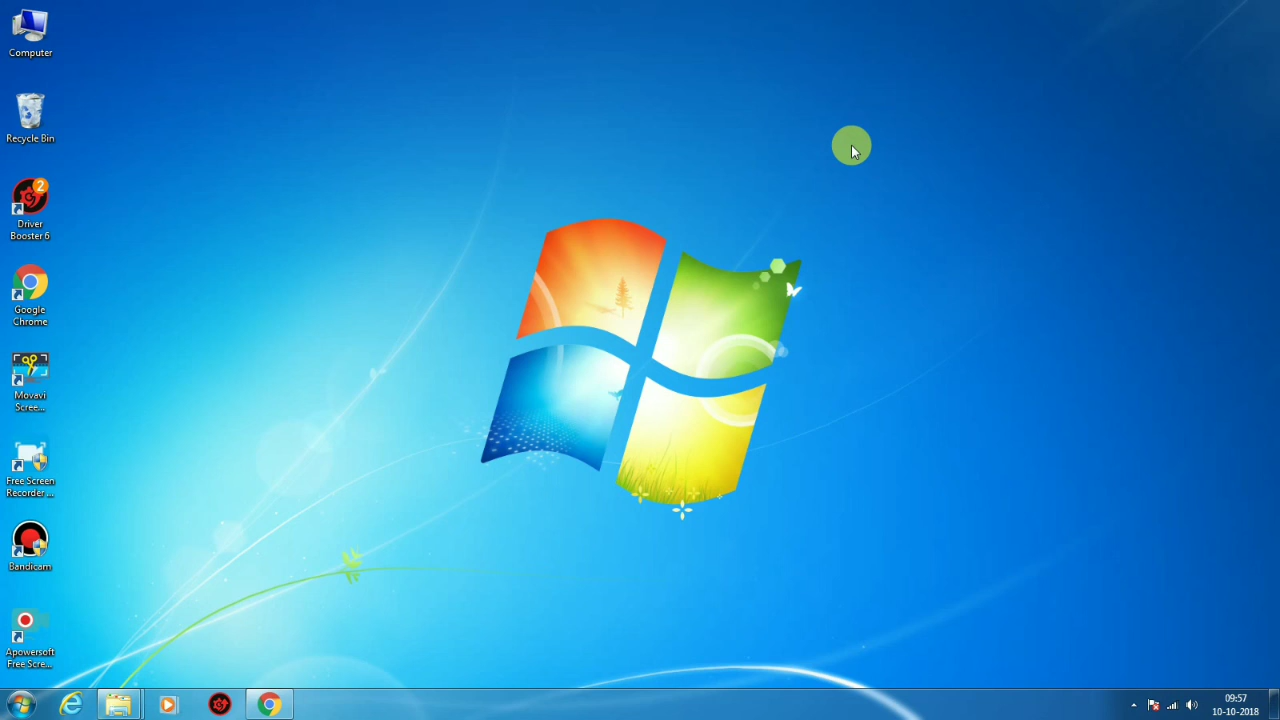 Computer
Recycle Bin
2
Driver
Booster 6
Google
Chrome
Movavi
Scree...
Free Screen
Recorder ...
Bandicam
Apowersoft
Free Scre...
09:57
10-10-2018